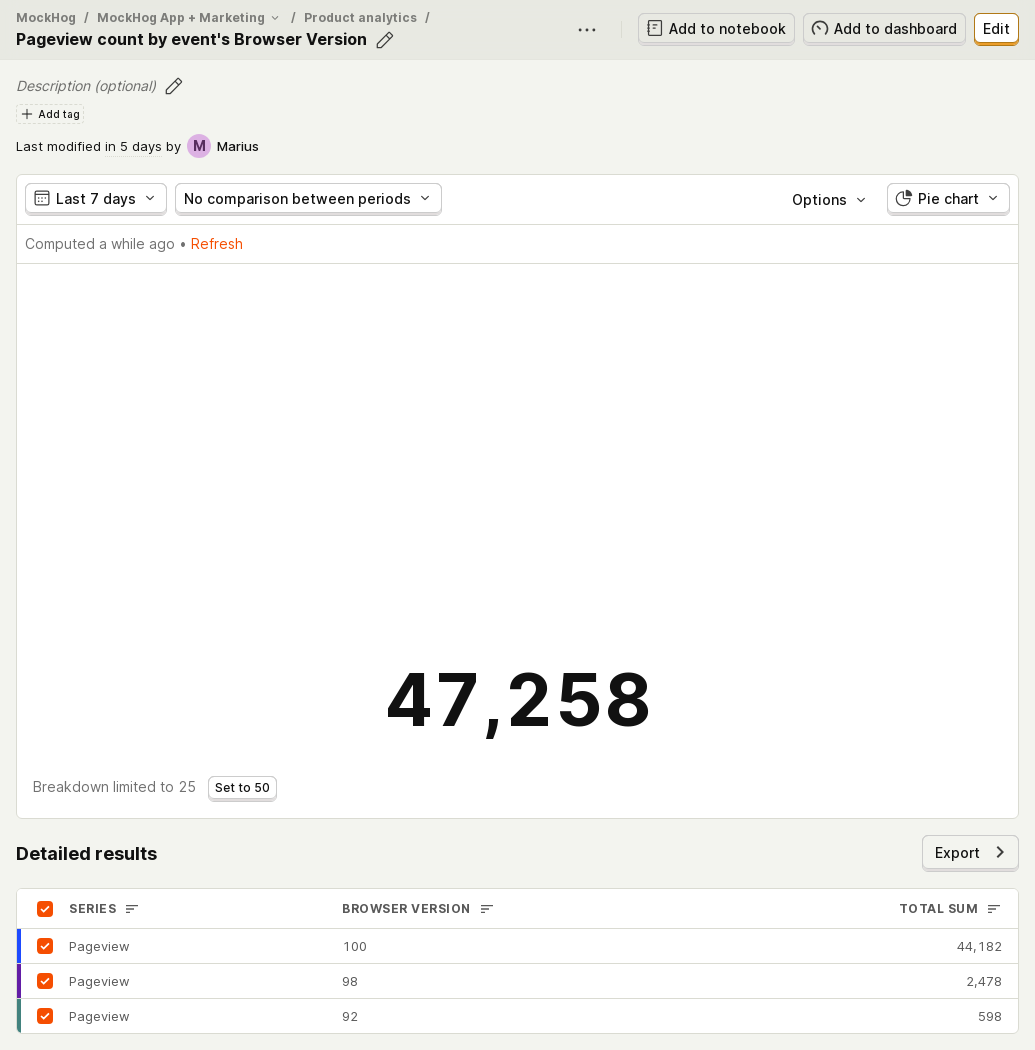 MockHog / MockHog App + Marketing / Product analytics /
Pageview count by event's Browser Version
Add to notebook
Add to dashboard
Edit
Description (optional)
Add tag
Last modified in 5 days by M Marius
Last 7 days
No comparison between periods
Options
Pie chart
Computed a while ago • Refresh
47,258
Breakdown limited to 25
Set to 50
Detailed results
Export
SERIES BROWSER VERSION TOTAL SUM
Pageview 100 44,182
Pageview 98 2,478
Pageview 92 598